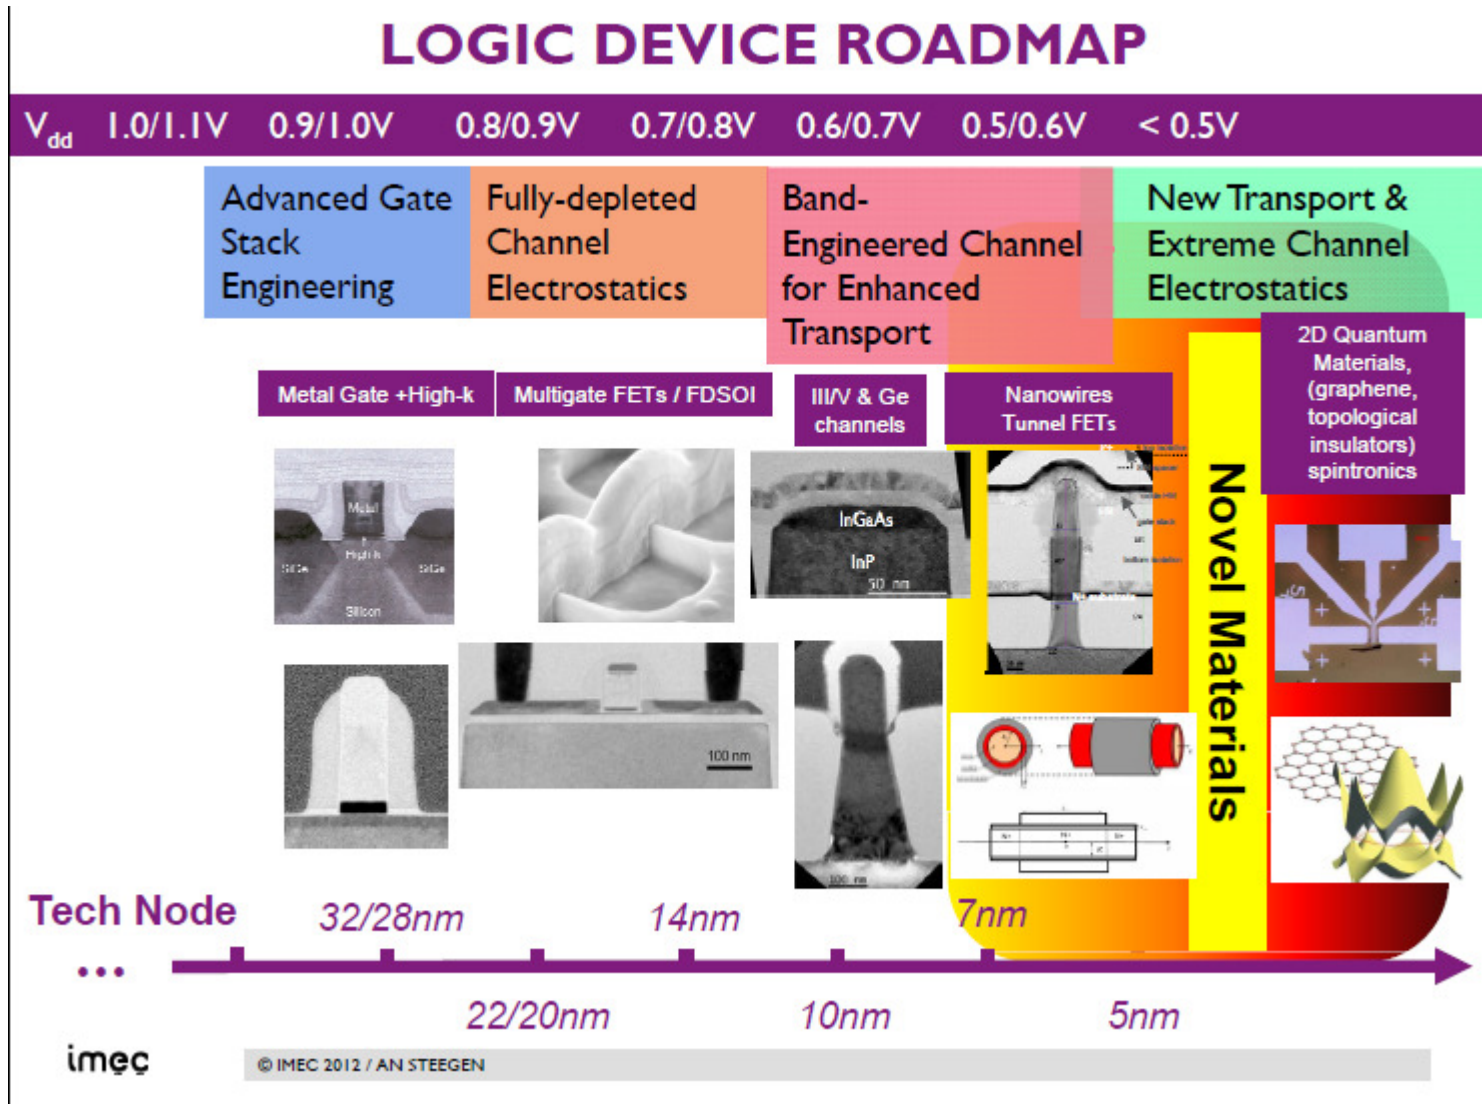 LOGIC DEVICE ROADMAP
Vdd 1.0/1.1V 0.9/1.0V 0.8/0.9V 0.7/0.8V 0.6/0.7V 0.5/0.6V < 0.5V
Advanced Gate
Stack
Engineering
Fully-depleted
Channel
Electrostatics
Band-
Engineered Channel
for Enhanced
Transport
New Transport &
Extreme Channel
Electrostatics
Metal Gate +High-k
Multigate FETs / FDSOI
III/V & Ge
channels
Nanowires
Tunnel FETs
2D Quantum
Materials,
(graphene,
topological
insulators)
spintronics
Metal
High-k
SiGe
SiGe
Silicon
100 nm
InGaAs
InP
50 nm
100 nm
gate stack
bottom isolation
N+ substrate
Novel Materials
Tech Node
32/28nm
14nm
7nm
...
22/20nm
10nm
5nm
imec
© IMEC 2012 / AN STEEGEN